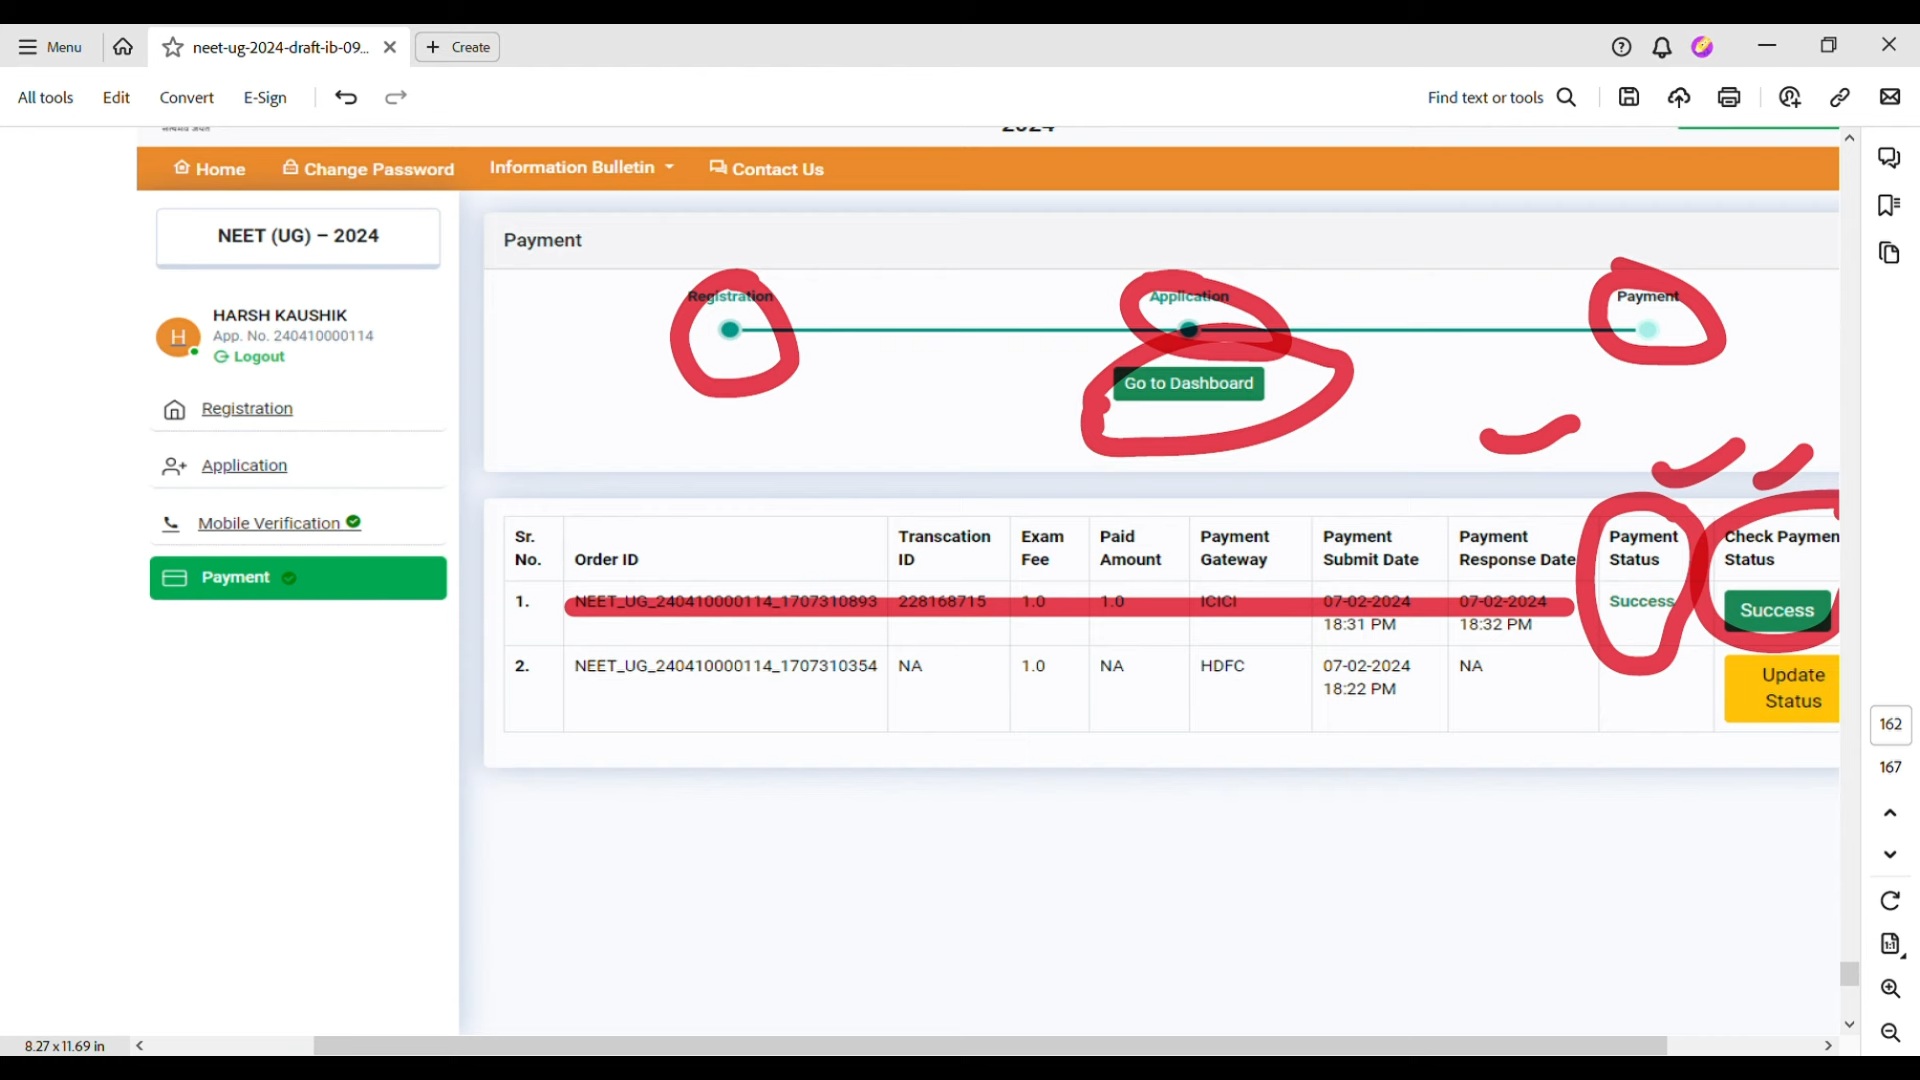 Menu
neet-ug-2024-draft-ib-09...
Create
All tools
Edit
Convert
E-Sign
Find text or tools
2024
Home
Change Password
Information Bulletin
Contact Us
NEET (UG) – 2024
H
HARSH KAUSHIK
App. No. 240410000114
Logout
Registration
Application
Mobile Verification
Payment
Payment
Registration
Application
Payment
Go to Dashboard
Sr. No. Order ID Transcation ID Exam Fee Paid Amount Payment Gateway Payment Submit Date Payment Response Date Payment Status Check Paymen Status
1. NEET_UG_240410000114_1707310893 228168715 1.0 1.0 ICICI 07-02-2024 07-02-2024 Success Success
18:31 PM 18:32 PM
2. NEET_UG_240410000114_1707310354 NA 1.0 NA HDFC 07-02-2024 NA Update
18:22 PM Status
162
167
8.27 x 11.69 in